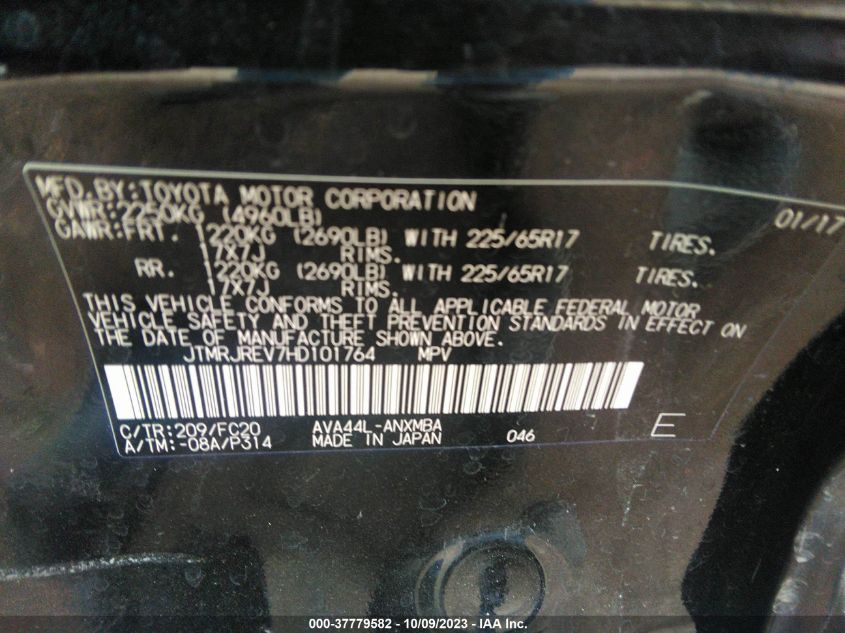 MFD. BY: TOYOTA MOTOR CORPORATION 01/17
GVWR: 2250KG (4960LB)
GAWR: FRT. 1220KG (2690LB) WITH 225/65R17 TIRES.
17X7J RIMS.
RR. 1220KG (2690LB) WITH 225/65R17 TIRES.
17X7J RIMS.
THIS VEHICLE CONFORMS TO ALL APPLICABLE FEDERAL MOTOR
VEHICLE SAFETY AND THEFT PREVENTION STANDARDS IN EFFECT ON
THE DATE OF MANUFACTURE SHOWN ABOVE.
JTMRJREV7HD101764 MPV
C/TR: 209/FC20 AVA44L-ANXMBA
A/TM: -08A/P314 MADE IN JAPAN 046 E
000-37779582 - 10/09/2023 - IAA Inc.